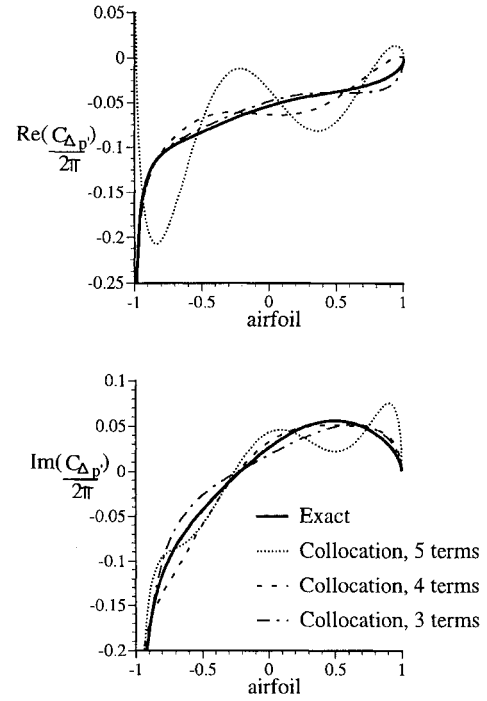 0.05
0
-0.05
-0.1
-0.15
-0.2
-0.25
Re(C_Δp')
2π
-1 -0.5 0 0.5 1
airfoil
0.1
0.05
0
-0.05
-0.1
-0.15
-0.2
Im(C_Δp')
2π
Exact
Collocation, 5 terms
Collocation, 4 terms
Collocation, 3 terms
-1 -0.5 0 0.5 1
airfoil